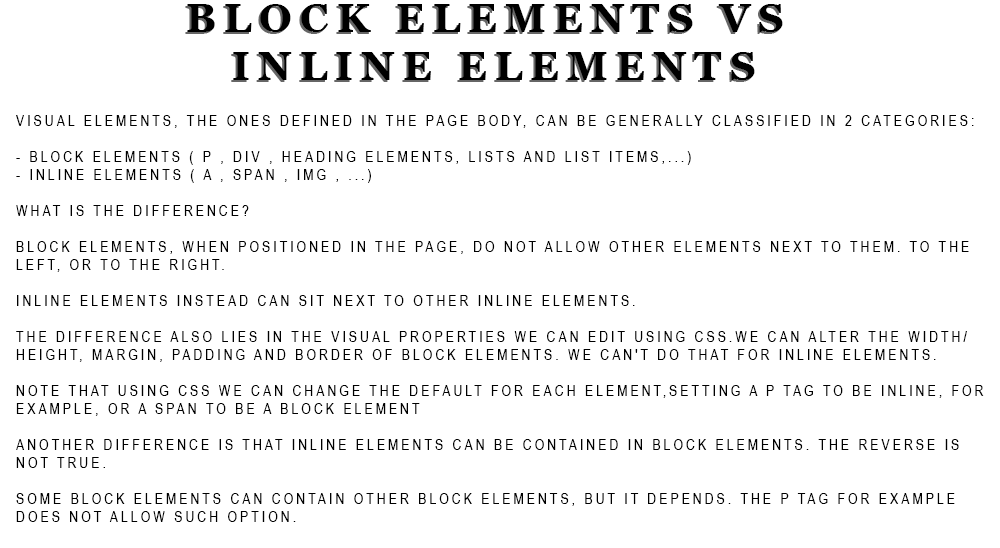 BLOCK ELEMENTS VS
INLINE ELEMENTS
VISUAL ELEMENTS, THE ONES DEFINED IN THE PAGE BODY, CAN BE GENERALLY CLASSIFIED IN 2 CATEGORIES:
- BLOCK ELEMENTS ( P , DIV , HEADING ELEMENTS, LISTS AND LIST ITEMS,...)
- INLINE ELEMENTS ( A , SPAN , IMG , ...)
WHAT IS THE DIFFERENCE?
BLOCK ELEMENTS, WHEN POSITIONED IN THE PAGE, DO NOT ALLOW OTHER ELEMENTS NEXT TO THEM. TO THE
LEFT, OR TO THE RIGHT.
INLINE ELEMENTS INSTEAD CAN SIT NEXT TO OTHER INLINE ELEMENTS.
THE DIFFERENCE ALSO LIES IN THE VISUAL PROPERTIES WE CAN EDIT USING CSS.WE CAN ALTER THE WIDTH/
HEIGHT, MARGIN, PADDING AND BORDER OF BLOCK ELEMENTS. WE CAN'T DO THAT FOR INLINE ELEMENTS.
NOTE THAT USING CSS WE CAN CHANGE THE DEFAULT FOR EACH ELEMENT,SETTING A P TAG TO BE INLINE, FOR
EXAMPLE, OR A SPAN TO BE A BLOCK ELEMENT
ANOTHER DIFFERENCE IS THAT INLINE ELEMENTS CAN BE CONTAINED IN BLOCK ELEMENTS. THE REVERSE IS
NOT TRUE.
SOME BLOCK ELEMENTS CAN CONTAIN OTHER BLOCK ELEMENTS, BUT IT DEPENDS. THE P TAG FOR EXAMPLE
DOES NOT ALLOW SUCH OPTION.